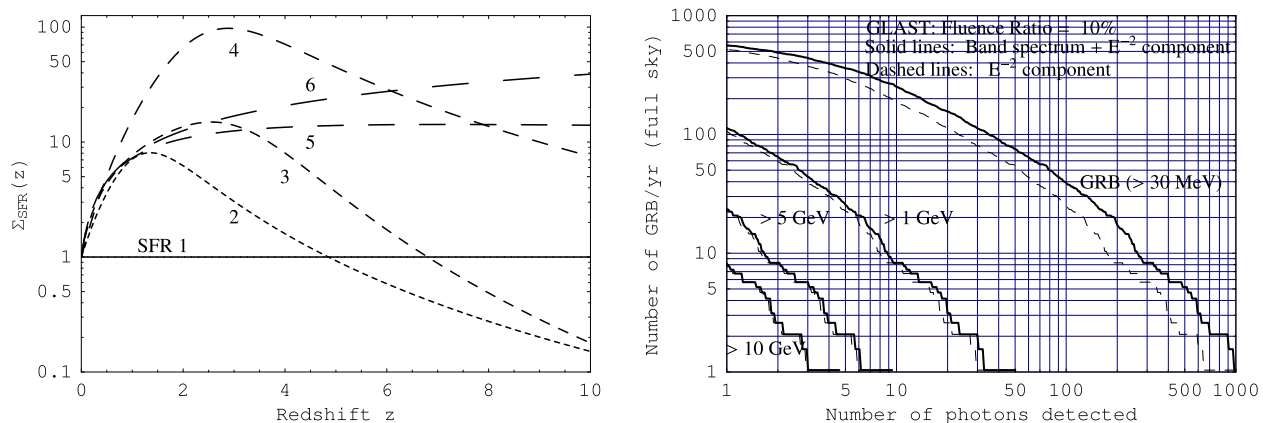 100
50
10
5
1
0.5
0.1
Σ_SFR(z)
0 2 4 6 8 10
Redshift z
SFR 1
2
3
4
5
6
1000
500
100
50
10
5
1
Number of GRB/yr (full sky)
GLAST: Fluence Ratio = 10%
Solid lines: Band spectrum + E⁻² component
Dashed lines: E⁻² component
GRB (> 30 MeV)
> 5 GeV
> 1 GeV
> 10 GeV
1 5 10 50 100 500 1000
Number of photons detected